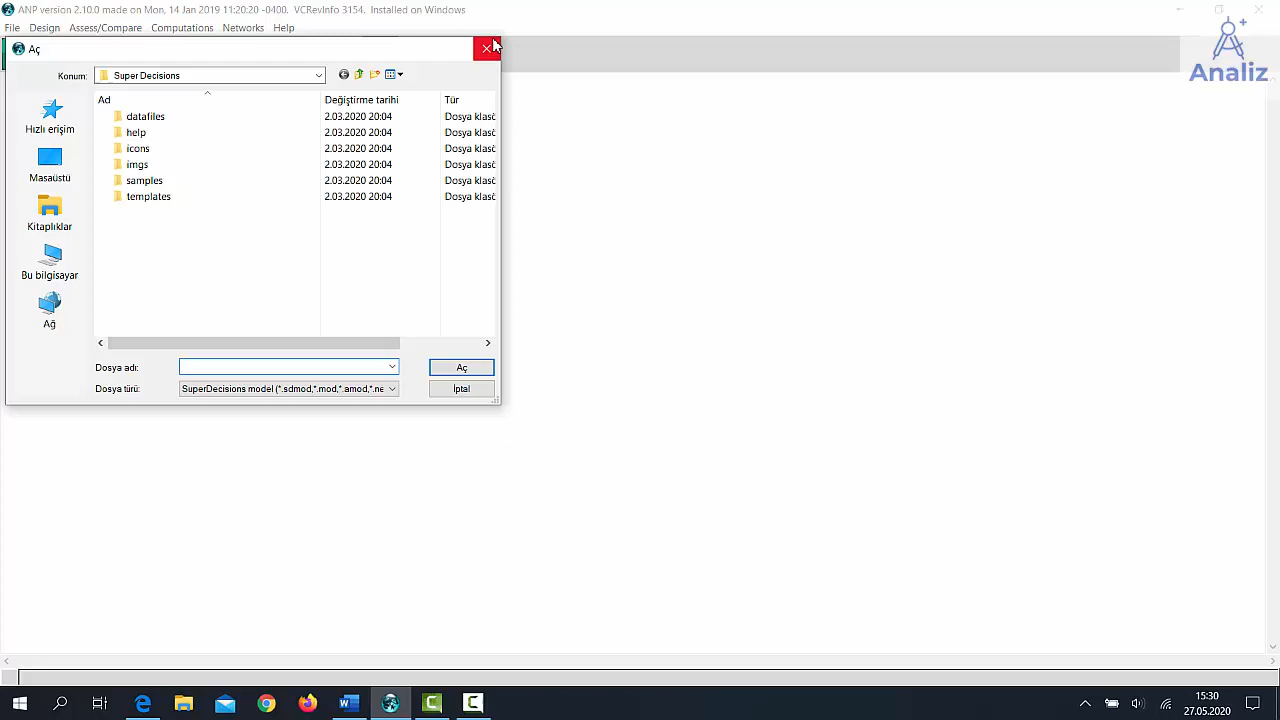 ANP version 2.10.0 made on Mon, 14 Jan 2019 11:20:20 -0400. VCRevInfo 3154. Installed on Windows
File Design Assess/Compare Computations Networks Help
Analiz
Aç
Konum: Super Decisions
Ad Değiştirme tarihi Tür
datafiles 2.03.2020 20:04 Dosya klasö
help 2.03.2020 20:04 Dosya klasö
icons 2.03.2020 20:04 Dosya klasö
imgs 2.03.2020 20:04 Dosya klasö
samples 2.03.2020 20:04 Dosya klasö
templates 2.03.2020 20:04 Dosya klasö
Hızlı erişim
Masaüstü
Kitaplıklar
Bu bilgisayar
Ağ
Dosya adı: Aç
Dosya türü: SuperDecisions model (*.sdmod,*.mod,*.amod,*.ne İptal
15:30
27.05.2020